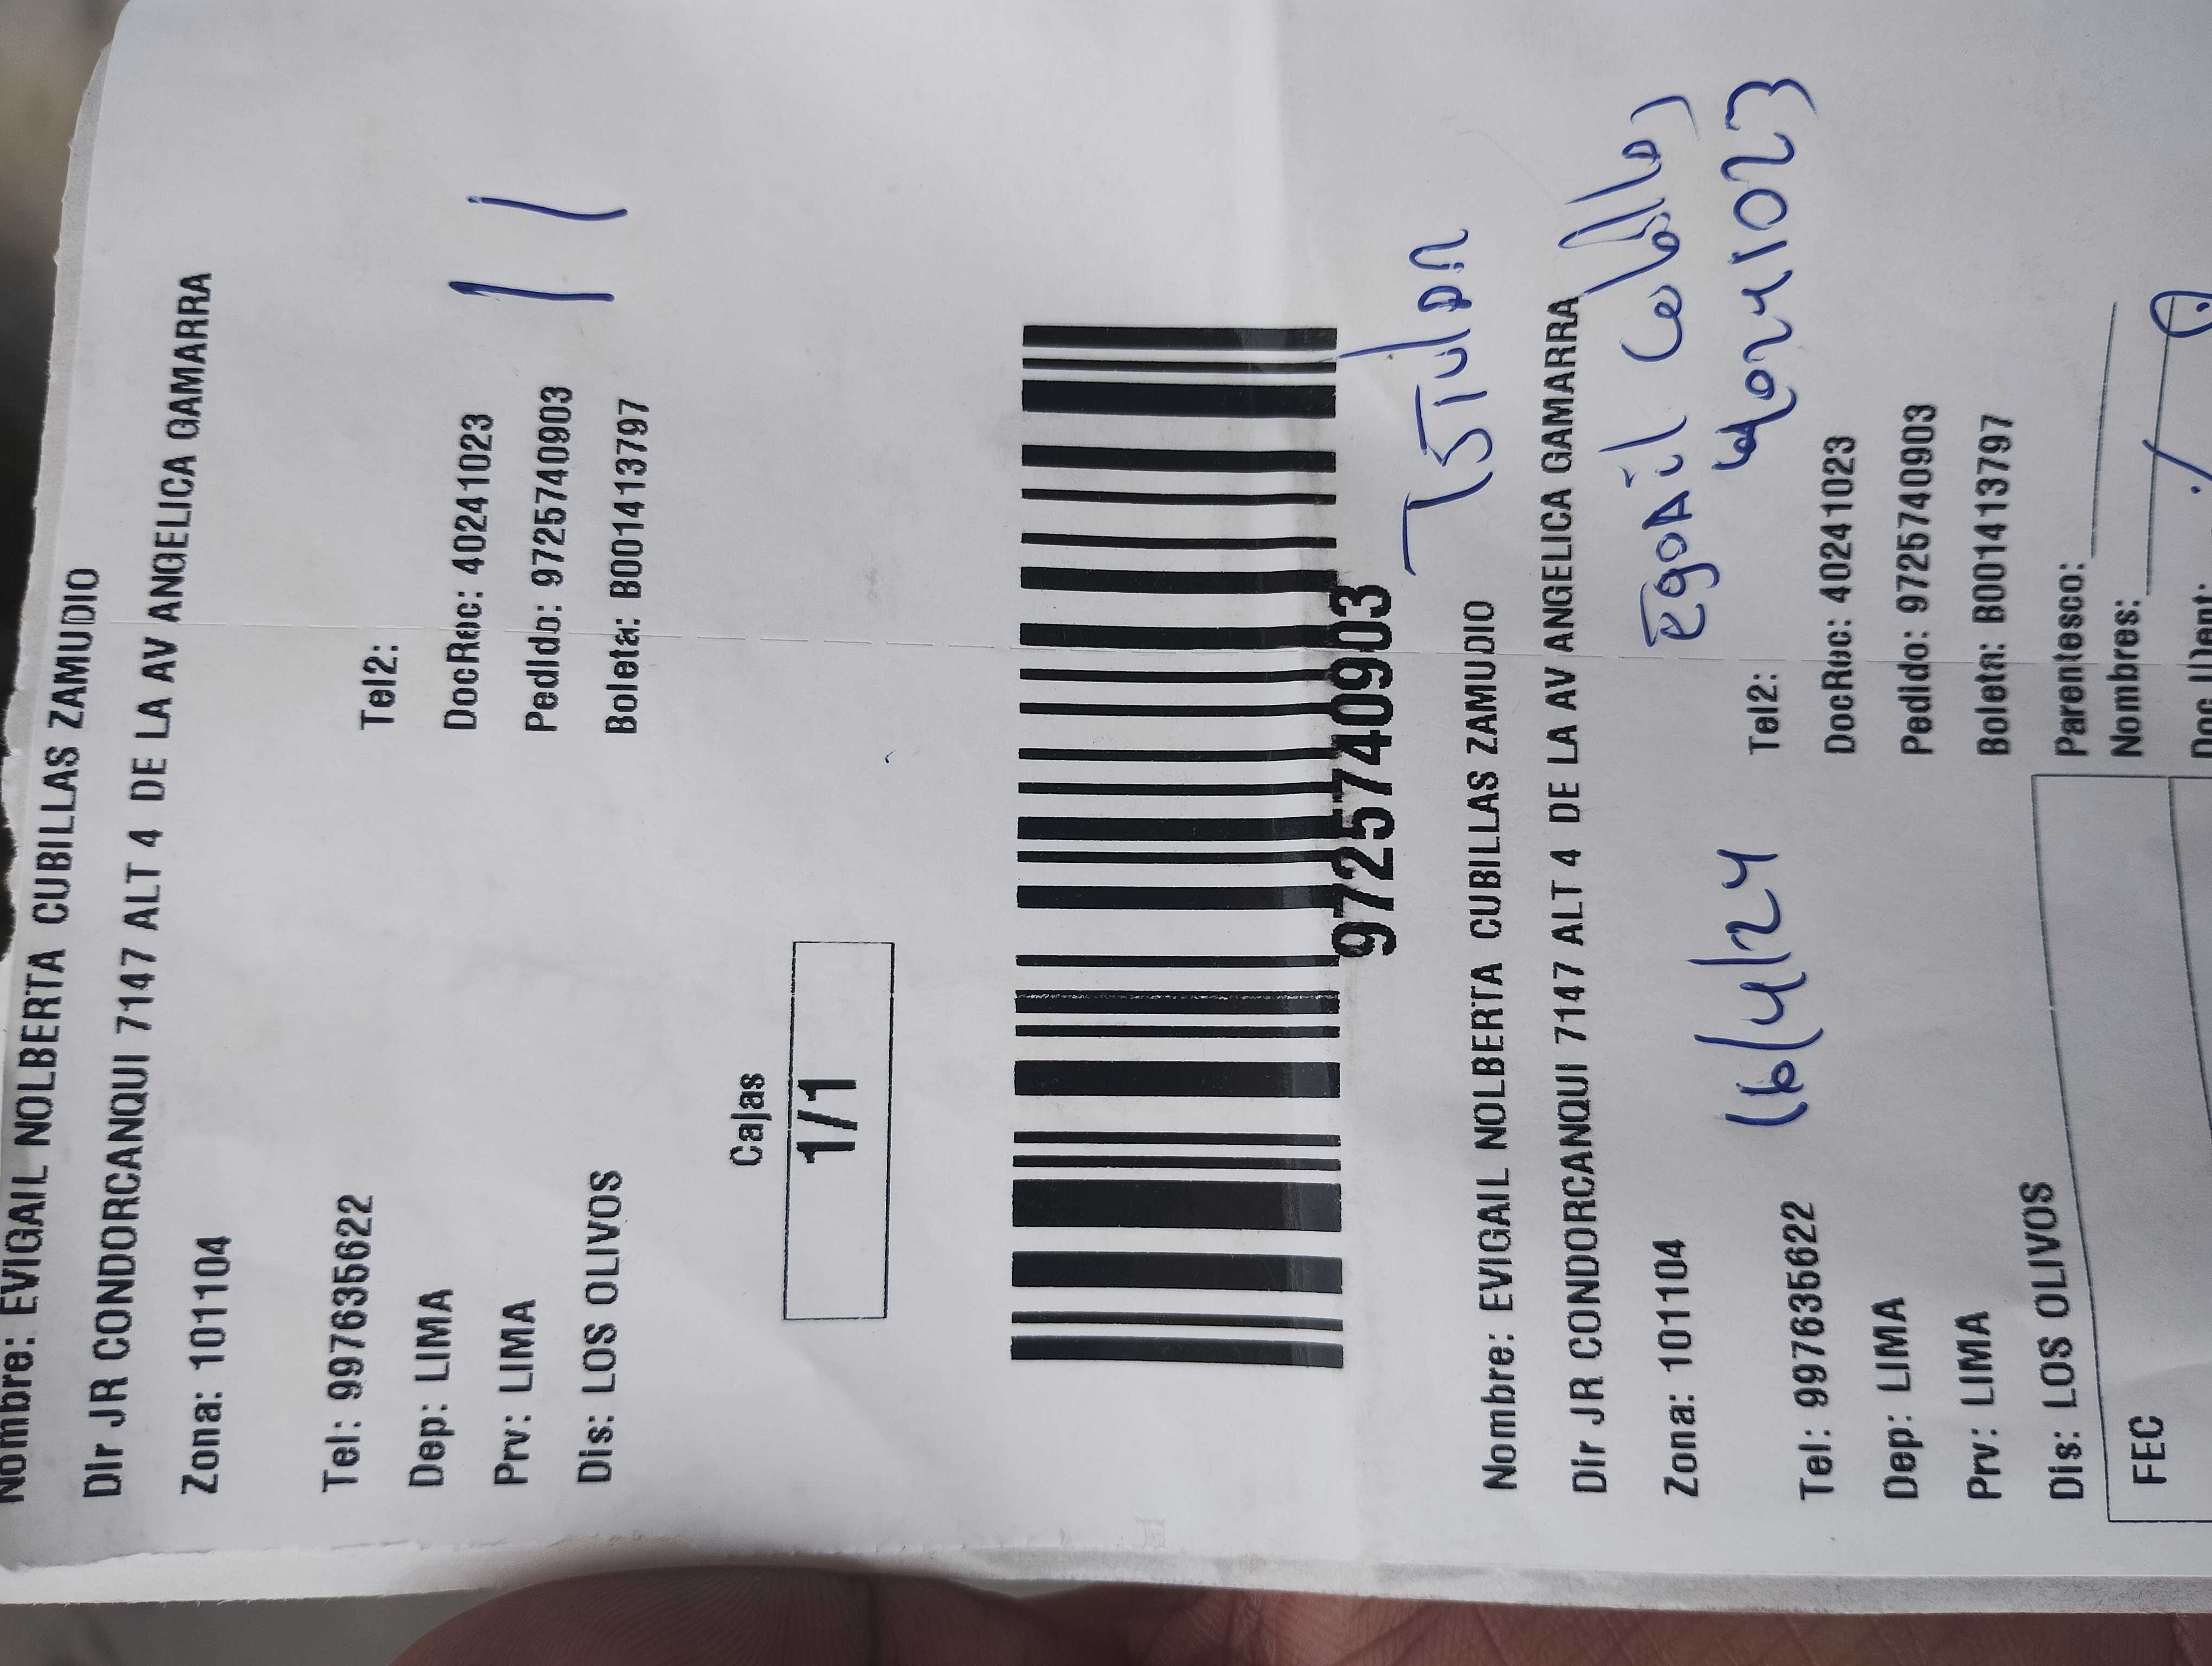 Nombre: EVIGAIL NOLBERTA CUBILLAS ZAMUDIO
Dir JR CONDORCANQUI 7147 ALT 4 DE LA AV ANGELICA GAMARRA
Zona: 101104
Tel: 997635622 Tel2:
Dep: LIMA DocRec: 40241023
Prv: LIMA Pedido: 9725740903
Dis: LOS OLIVOS Boleta: B001413797
Cajas
1/1
9725740903
Nombre: EVIGAIL NOLBERTA CUBILLAS ZAMUDIO
Dir JR CONDORCANQUI 7147 ALT 4 DE LA AV ANGELICA GAMARRA
Zona: 101104
16/4/24
40241023
Tel: 997635622 Tel2:
Dep: LIMA DocRec: 40241023
Prv: LIMA Pedido: 9725740903
Dis: LOS OLIVOS Boleta: B001413797
Parentesco:
FEC Nombres: